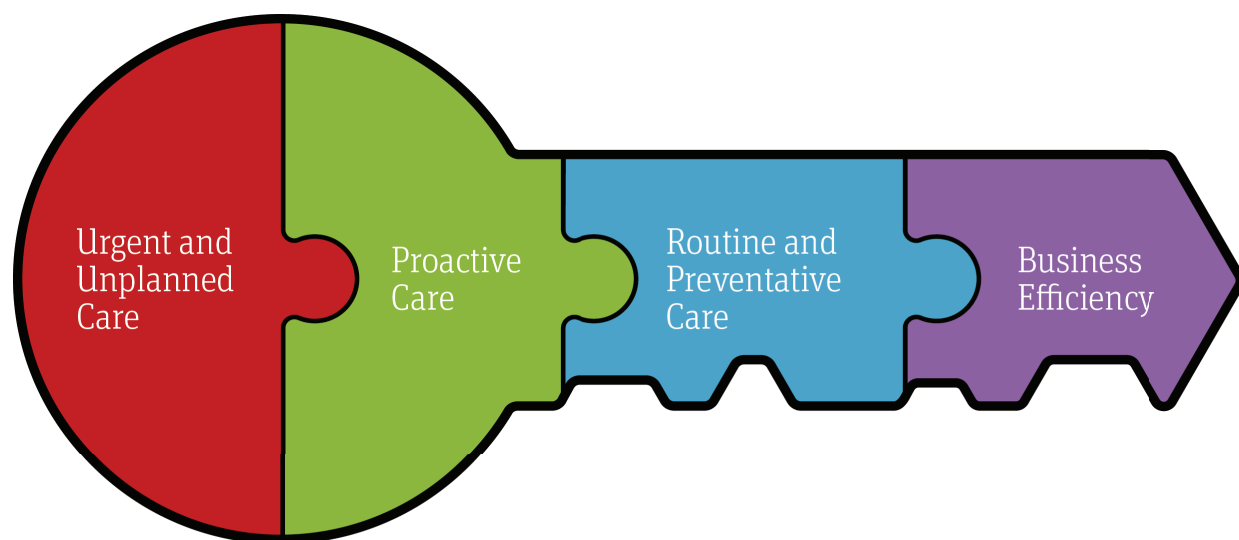 Urgent and
Unplanned
Care
Proactive
Care
Routine and
Preventative
Care
Business
Efficiency